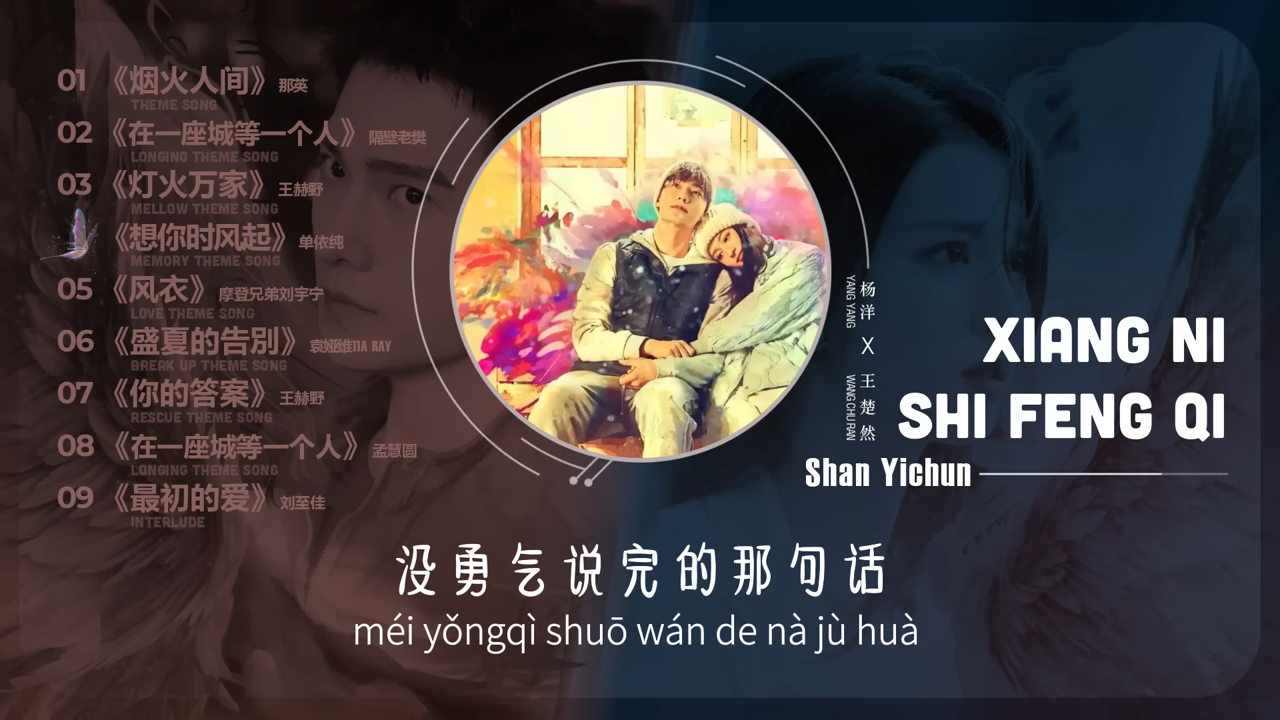 01 《烟火人间》 那英
THEME SONG
02 《在一座城等一个人》 隔壁老樊
LONGING THEME SONG
03 《灯火万家》 王赫野
MELLOW THEME SONG
《想你时风起》 单依纯
MEMORY THEME SONG
05 《风衣》 摩登兄弟刘宇宁
LOVE THEME SONG
06 《盛夏的告別》 袁娅维TIA RAY
BREAK UP THEME SONG
07 《你的答案》 王赫野
RESCUE THEME SONG
08 《在一座城等一个人》 孟慧圆
LONGING THEME SONG
09 《最初的爱》 刘至佳
INTERLUDE
杨洋 X 王楚然
YANG YANG
WANG CHU RAN
XIANG NI
SHI FENG QI
Shan Yichun
没勇气说完的那句话
méi yǒngqì shuō wán de nà jù huà